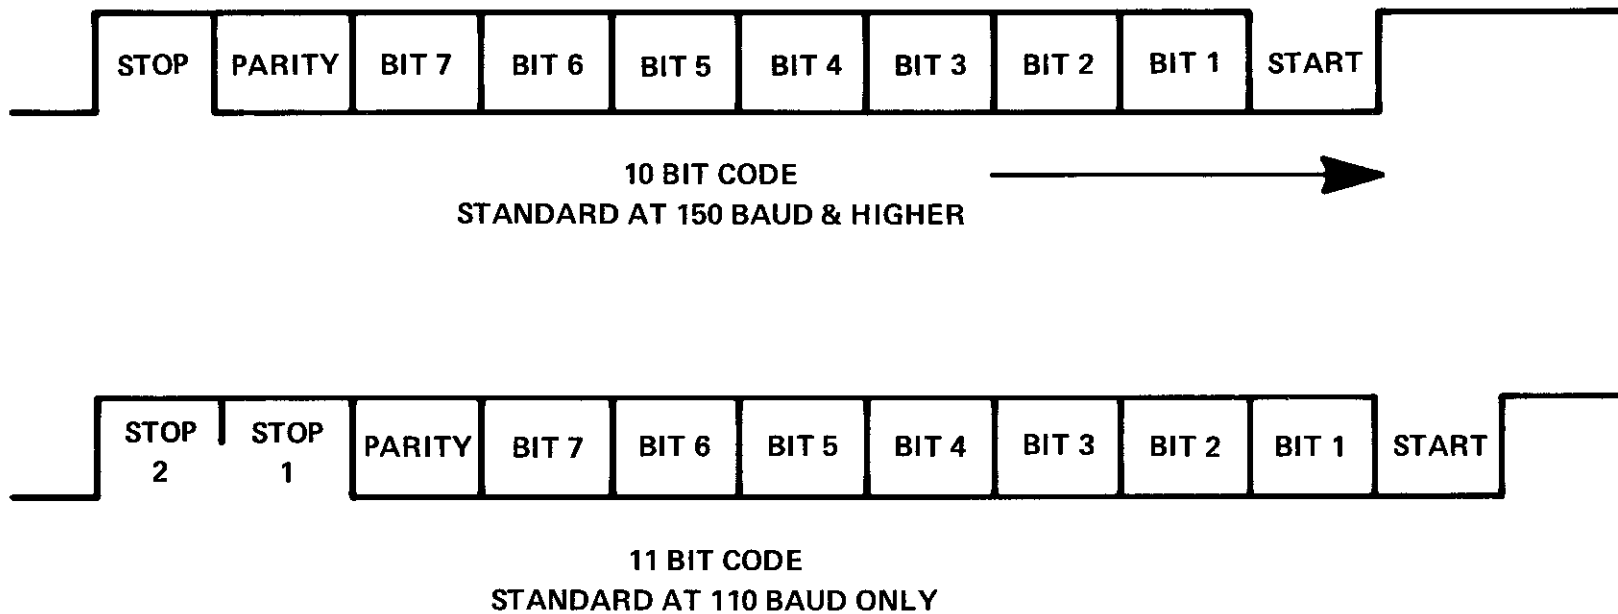 STOP PARITY BIT 7 BIT 6 BIT 5 BIT 4 BIT 3 BIT 2 BIT 1 START
10 BIT CODE
STANDARD AT 150 BAUD & HIGHER
STOP 2 STOP 1 PARITY BIT 7 BIT 6 BIT 5 BIT 4 BIT 3 BIT 2 BIT 1 START
11 BIT CODE
STANDARD AT 110 BAUD ONLY